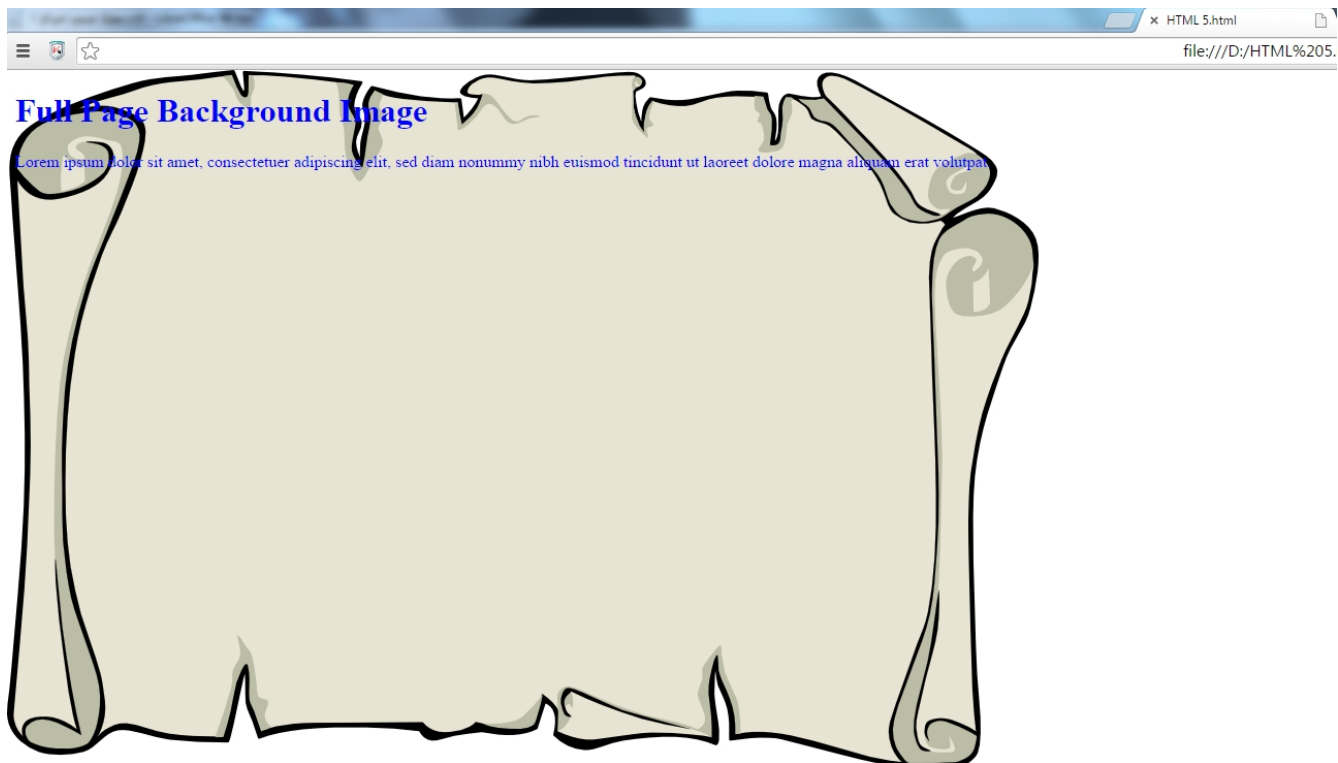 HTML 5.html
file:///D:/HTML%205.
Full Page Background Image
Lorem ipsum dolor sit amet, consectetuer adipiscing elit, sed diam nonummy nibh euismod tincidunt ut laoreet dolore magna aliquam erat volutpat.